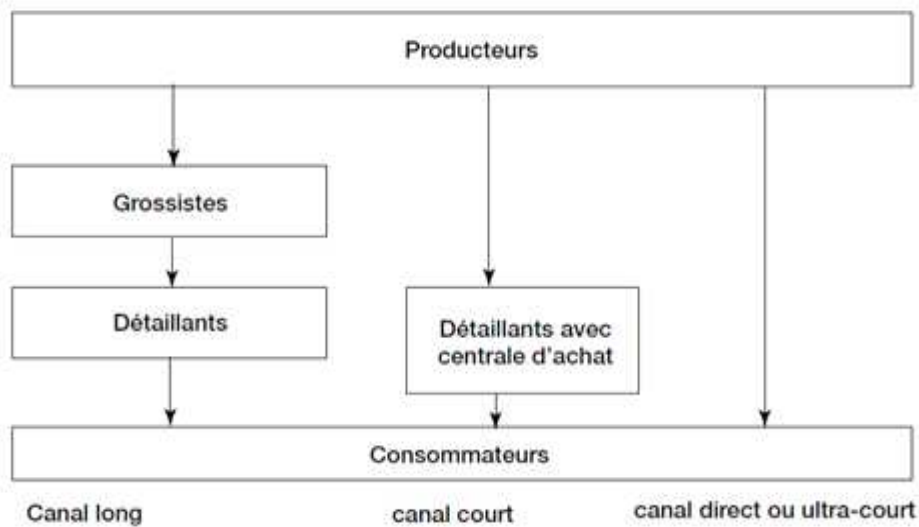 Producteurs
Grossistes
Détaillants
Détaillants avec
centrale d'achat
Consommateurs
Canal long
canal court
canal direct ou ultra-court